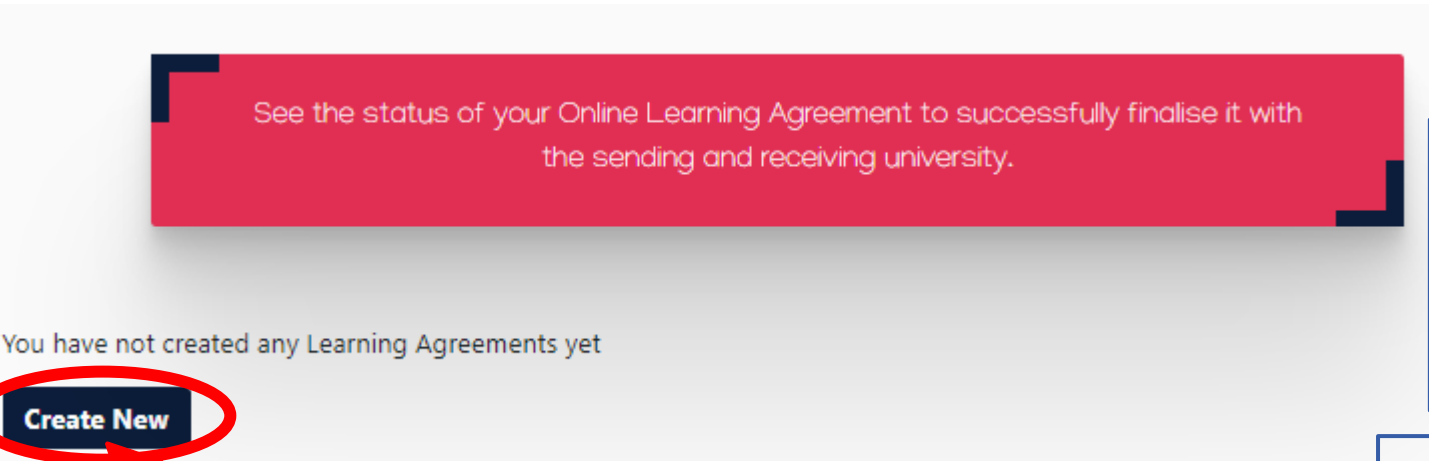 See the status of your Online Learning Agreement to successfully finalise it with
the sending and receiving university.
You have not created any Learning Agreements yet
Create New